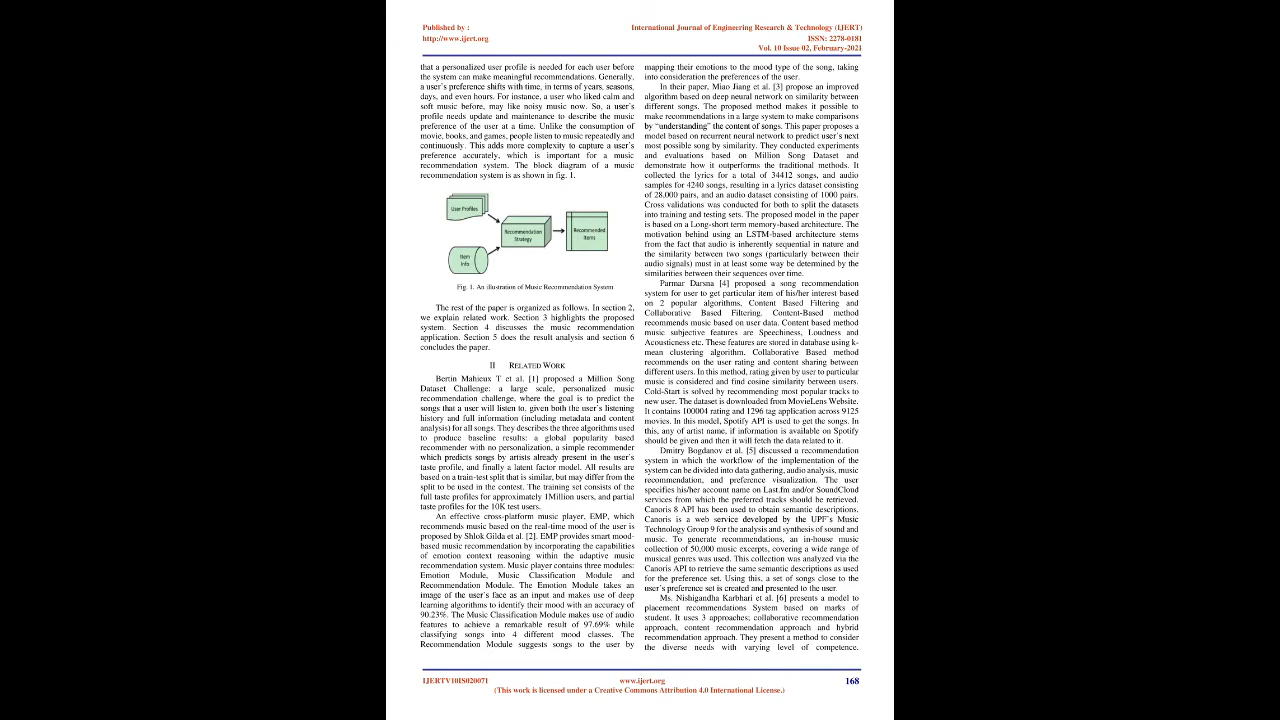 Published by :
http://www.ijert.org
International Journal of Engineering Research & Technology (IJERT)
ISSN: 2278-0181
Vol. 10 Issue 02, February-2021
that a personalized user profile is needed for each user before
the system can make meaningful recommendations. Generally,
a user's preference shifts with time, in terms of years, seasons,
days, and even hours. For instance, a user who liked calm and
soft music before, may like noisy music now. So, a user's
profile needs update and maintenance to describe the music
preference of the user at a time. Unlike the consumption of
movie, books, and games, people listen to music repeatedly and
continuously. This adds more complexity to capture a user's
preference accurately, which is important for a music
recommendation system. The block diagram of a music
recommendation system is as shown in fig. 1.
User Profiles
Item
Info
Recommendation
Strategy
Recommended
Items
Fig. 1. An illustration of Music Recommendation System
The rest of the paper is organized as follows. In section 2,
we explain related work. Section 3 highlights the proposed
system. Section 4 discusses the music recommendation
application. Section 5 does the result analysis and section 6
concludes the paper.
II RELATED WORK
Bertin Mahieux T et al. [1] proposed a Million Song
Dataset Challenge: a large scale, personalized music
recommendation challenge, where the goal is to predict the
songs that a user will listen to, given both the user's listening
history and full information (including metadata and content
analysis) for all songs. They describes the three algorithms used
to produce baseline results: a global popularity based
recommender with no personalization, a simple recommender
which predicts songs by artists already present in the user's
taste profile, and finally a latent factor model. All results are
based on a train-test split that is similar, but may differ from the
split to be used in the contest. The training set consists of the
full taste profiles for approximately 1Million users, and partial
taste profiles for the 10K test users.
An effective cross-platform music player, EMP, which
recommends music based on the real-time mood of the user is
proposed by Shlok Gilda et al. [2]. EMP provides smart mood-
based music recommendation by incorporating the capabilities
of emotion context reasoning within the adaptive music
recommendation system. Music player contains three modules:
Emotion Module, Music Classification Module and
Recommendation Module. The Emotion Module takes an
image of the user's face as an input and makes use of deep
learning algorithms to identify their mood with an accuracy of
90.23%. The Music Classification Module makes use of audio
features to achieve a remarkable result of 97.69% while
classifying songs into 4 different mood classes. The
Recommendation Module suggests songs to the user by
mapping their emotions to the mood type of the song, taking
into consideration the preferences of the user.
In their paper, Miao Jiang et al. [3] propose an improved
algorithm based on deep neural network on similarity between
different songs. The proposed method makes it possible to
make recommendations in a large system to make comparisons
by "understanding" the content of songs. This paper proposes a
model based on recurrent neural network to predict user's next
most possible song by similarity. They conducted experiments
and evaluations based on Million Song Dataset and
demonstrate how it outperforms the traditional methods. It
collected the lyrics for a total of 34412 songs, and audio
samples for 4240 songs, resulting in a lyrics dataset consisting
of 28,000 pairs, and an audio dataset consisting of 1000 pairs.
Cross validations was conducted for both to split the datasets
into training and testing sets. The proposed model in the paper
is based on a Long-short term memory-based architecture. The
motivation behind using an LSTM-based architecture stems
from the fact that audio is inherently sequential in nature and
the similarity between two songs (particularly between their
audio signals) must in at least some way be determined by the
similarities between their sequences over time.
Parmar Darsna [4] proposed a song recommendation
system for user to get particular item of his/her interest based
on 2 popular algorithms, Content Based Filtering and
Collaborative Based Filtering. Content-Based method
recommends music based on user data. Content based method
music subjective features are Speechiness, Loudness and
Acousticness etc. These features are stored in database using k-
mean clustering algorithm. Collaborative Based method
recommends on the user rating and content sharing between
different users. In this method, rating given by user to particular
music is considered and find cosine similarity between users.
Cold-Start is solved by recommending most popular tracks to
new user. The dataset is downloaded from MovieLens Website.
It contains 100004 rating and 1296 tag application across 9125
movies. In this model, Spotify API is used to get the songs. In
this, any of artist name, if information is available on Spotify
should be given and then it will fetch the data related to it.
Dmitry Bogdanov et al. [5] discussed a recommendation
system in which the workflow of the implementation of the
system can be divided into data gathering, audio analysis, music
recommendation, and preference visualization. The user
specifies his/her account name on Last.fm and/or SoundCloud
services from which the preferred tracks should be retrieved.
Canoris 8 API has been used to obtain semantic descriptions.
Canoris is a web service developed by the UPF's Music
Technology Group 9 for the analysis and synthesis of sound and
music. To generate recommendations, an in-house music
collection of 50,000 music excerpts, covering a wide range of
musical genres was used. This collection was analyzed via the
Canoris API to retrieve the same semantic descriptions as used
for the preference set. Using this, a set of songs close to the
user's preference set is created and presented to the user.
Ms. Nishigandha Karbhari et al. [6] presents a model to
placement recommendations System based on marks of
student. It uses 3 approaches; collaborative recommendation
approach, content recommendation approach and hybrid
recommendation approach. They present a method to consider
the diverse needs with varying level of competence.
IJERTV10IS020071
www.ijert.org
168
(This work is licensed under a Creative Commons Attribution 4.0 International License.)